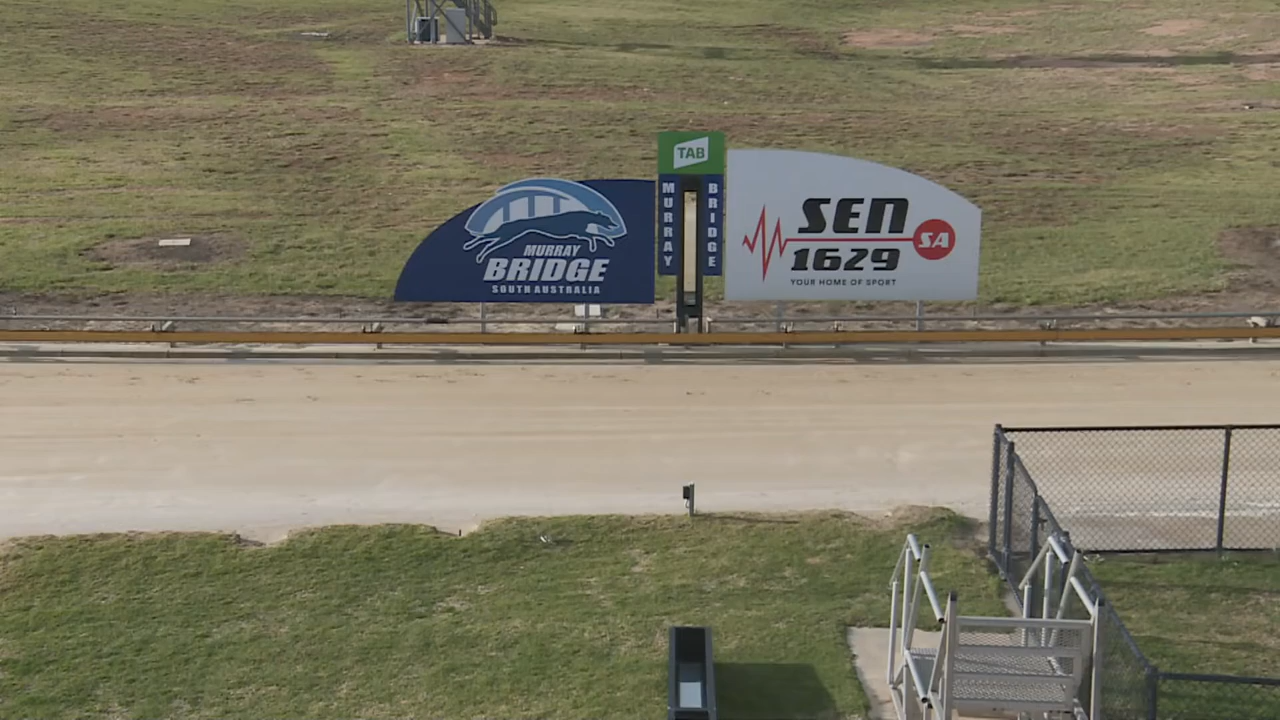 TAB
MURRAY
BRIDGE
MURRAY
BRIDGE
SOUTH AUSTRALIA
SEN
SA
1629
YOUR HOME OF SPORT